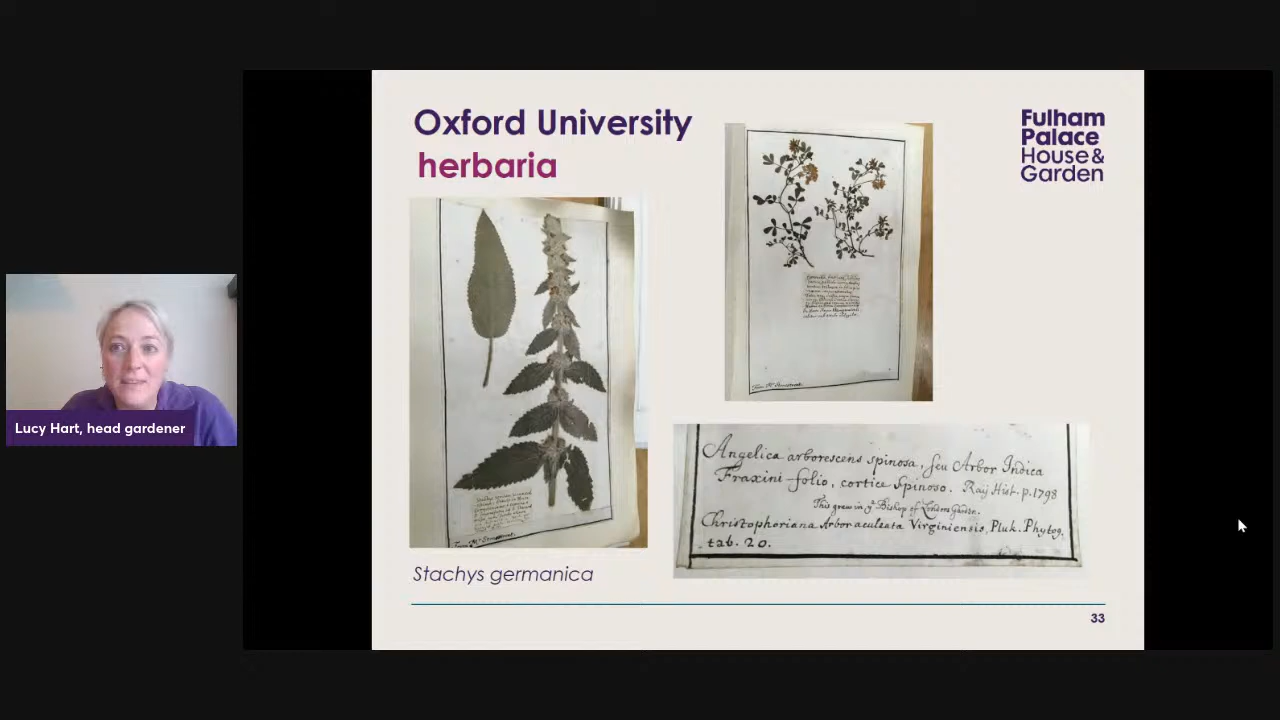 Oxford University
herbaria
Fulham
Palace
House &
Garden
Lucy Hart, head gardener
Angelica arborescens spinosa, seu Arbor Indica
Fraxini folio, cortice spinoso. Raij Hist. p. 1798
This grew in yͤ Bishop of Londons Garden.
Christophoriana Arbor aculeata Virginiensis, Pluk. Phytog.
tab. 20.
Stachys germanica
33